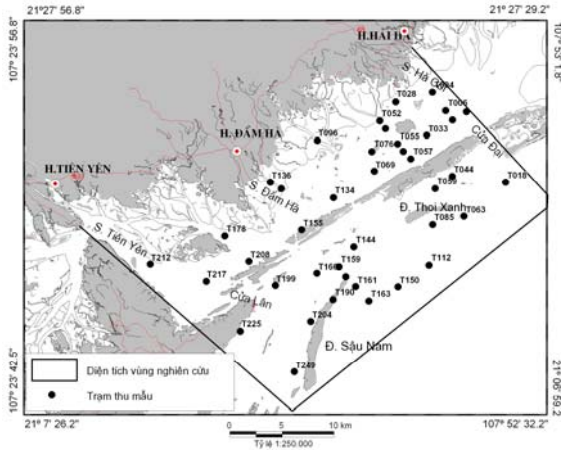 21° 27' 56.8"
21° 27' 29.2"
107° 23' 56.8"
107° 53' 1.8"
H.HẢI HÀ
S. Hà Cối
T028
T006
T052
T033
T096
T055
Cửa Đại
H. ĐẦM HÀ
T076
T057
H.TIÊN YÊN
T069
T044
T018
T136
T059
S. Đầm Hà
T134
Đ. Thoi Xanh
T063
T085
T155
T178
S. Tiên Yên
T144
T208
T212
T159
T112
T217
T199
T161
T150
Cửa Lân
T190
T163
T204
T225
Đ. Sậu Nam
T249
Diện tích vùng nghiên cứu
Trạm thu mẫu
107° 23' 42.5"
21° 06' 59.2
21° 7' 26.2"
107° 52' 32.2"
0 5 10 km
Tỷ lệ 1:250.000